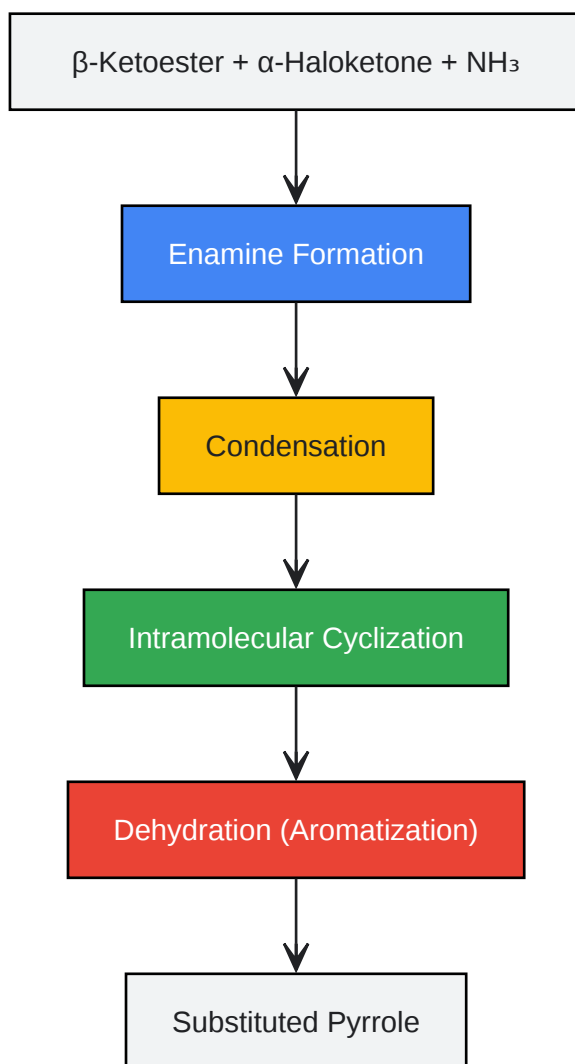 β-Ketoester + α-Haloketone + NH₃
Enamine Formation
Condensation
Intramolecular Cyclization
Dehydration (Aromatization)
Substituted Pyrrole